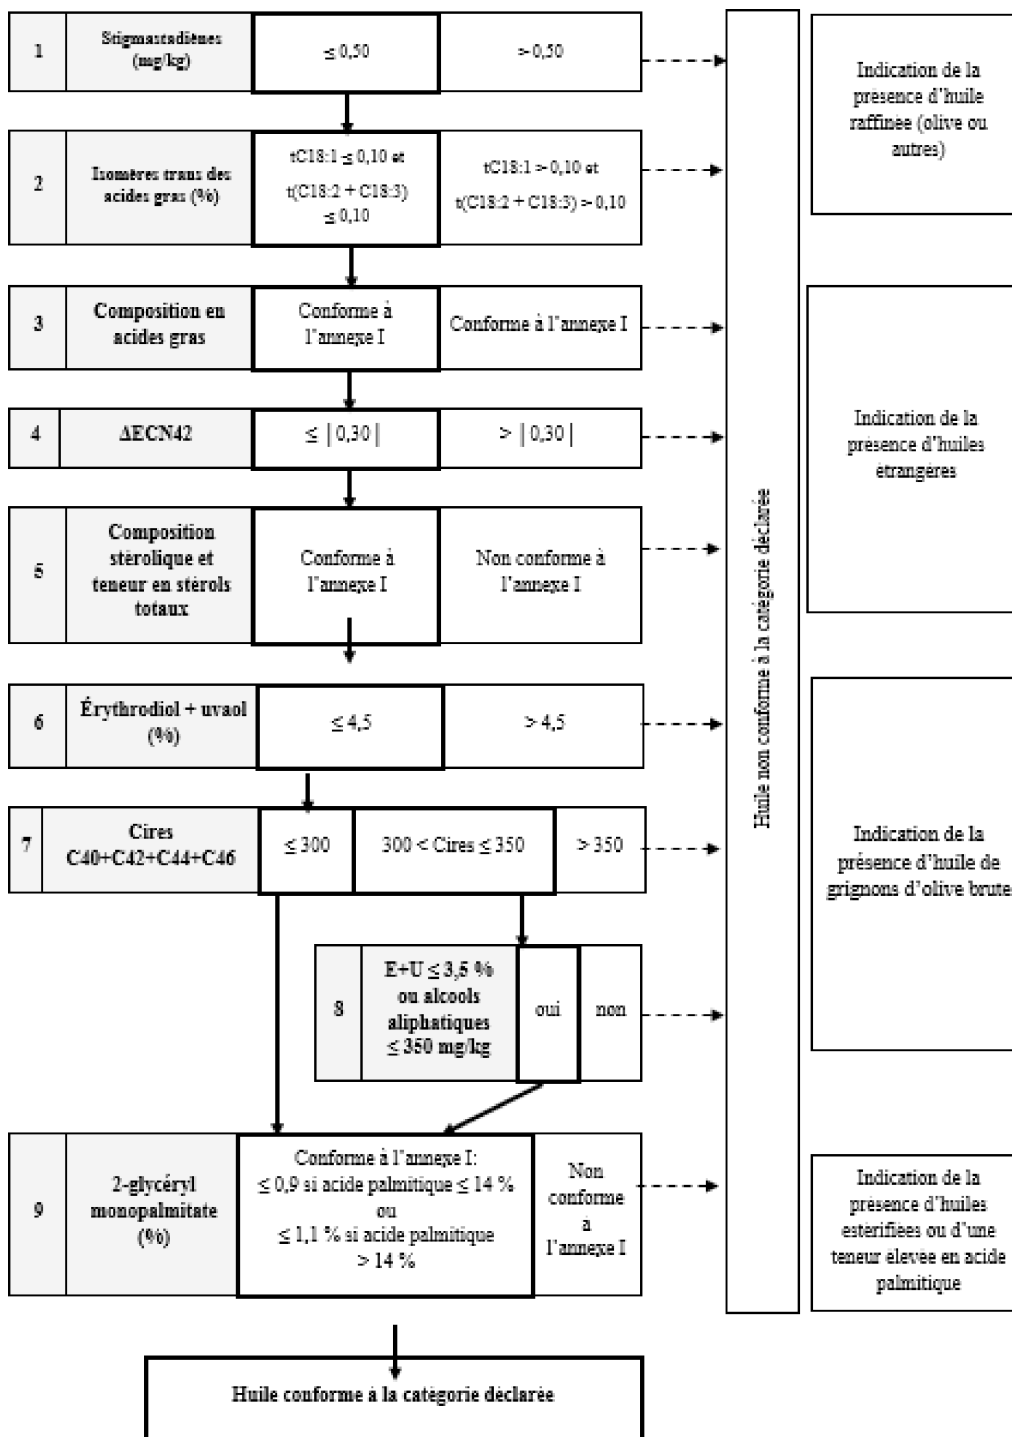 1
Stigmastadiènes
(mg/kg)
≤ 0,50
> 0,50
2
Isomères trans des
acides gras (%)
tC18:1 ≤ 0,10 et
t(C18:2 + C18:3)
≤ 0,10
tC18:1 > 0,10 et
t(C18:2 + C18:3) > 0,10
Indication de la
présence d'huile
raffinée (olive ou
autres)
3
Composition en
acides gras
Conforme à
l'annexe I
Conforme à l'annexe I
4
ΔECN42
≤ | 0,30 |
> | 0,30 |
5
Composition
stérolique et
teneur en stérols
totaux
Conforme à
l'annexe I
Non conforme à
l'annexe I
Indication de la
présence d'huiles
étrangères
Huile non conforme à la catégorie déclarée
6
Érythrodiol + uvaol
(%)
≤ 4,5
> 4,5
7
Cires
C40+C42+C44+C46
≤ 300
300 < Cires ≤ 350
> 350
8
E+U ≤ 3,5 %
ou alcools
aliphatiques
≤ 350 mg/kg
oui
non
Indication de la
présence d'huile de
grignons d'olive brute
9
2-glycéryl
monopalmitate
(%)
Conforme à l'annexe I:
≤ 0,9 si acide palmitique ≤ 14 %
ou
≤ 1,1 % si acide palmitique
> 14 %
Non
conforme
à
l'annexe I
Indication de la
présence d'huiles
estérifiées ou d'une
teneur élevée en acide
palmitique
Huile conforme à la catégorie déclarée